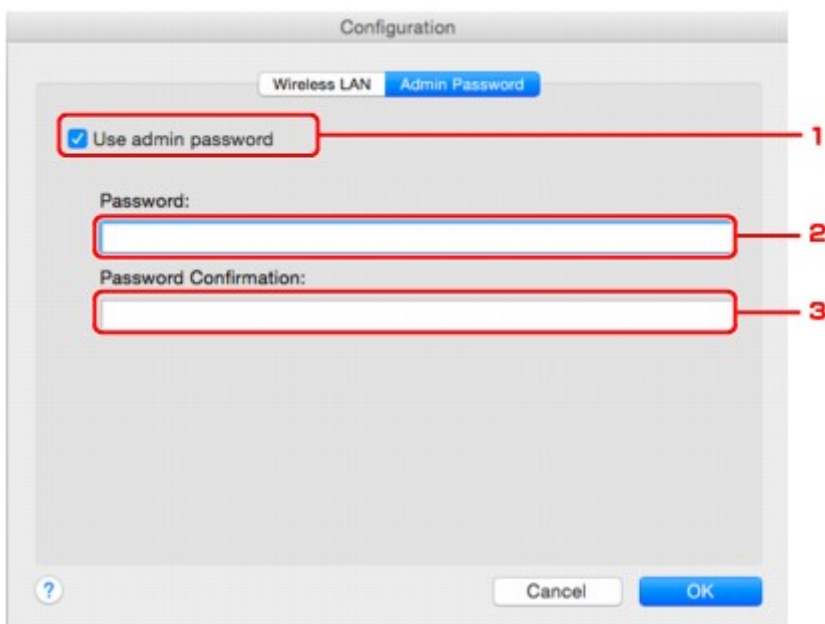 Configuration
Wireless LAN Admin Password
Use admin password 1
Password:
2
Password Confirmation:
3
? Cancel OK